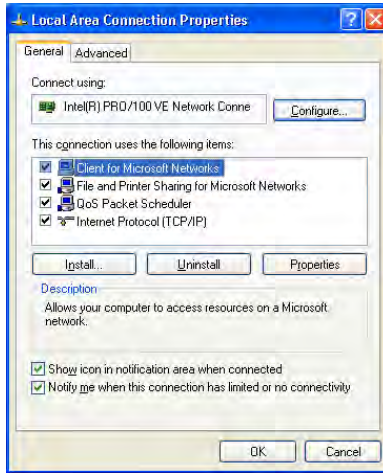 Local Area Connection Properties
General Advanced
Connect using:
Intel(R) PRO/100 VE Network Conne
Configure...
This connection uses the following items:
Client for Microsoft Networks
File and Printer Sharing for Microsoft Networks
QoS Packet Scheduler
Internet Protocol (TCP/IP)
Install... Uninstall Properties
Description
Allows your computer to access resources on a Microsoft
network.
Show icon in notification area when connected
Notify me when this connection has limited or no connectivity
OK Cancel